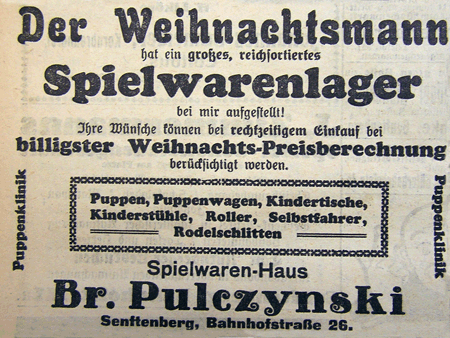 Der Weihnachtsmann
hat ein großes, reichsortiertes
Spielwarenlager
bei mir aufgestellt!
Ihre Wünsche können bei rechtzeitigem Einkauf bei
billigster Weihnachts-Preisberechnung
berücksichtigt werden.
Puppenklinik
Puppen, Puppenwagen, Kindertische,
Kinderstühle, Roller, Selbstfahrer,
Rodelschlitten
Puppenklinik
Spielwaren-Haus
Br. Pulczynski
Senftenberg, Bahnhofstraße 26.